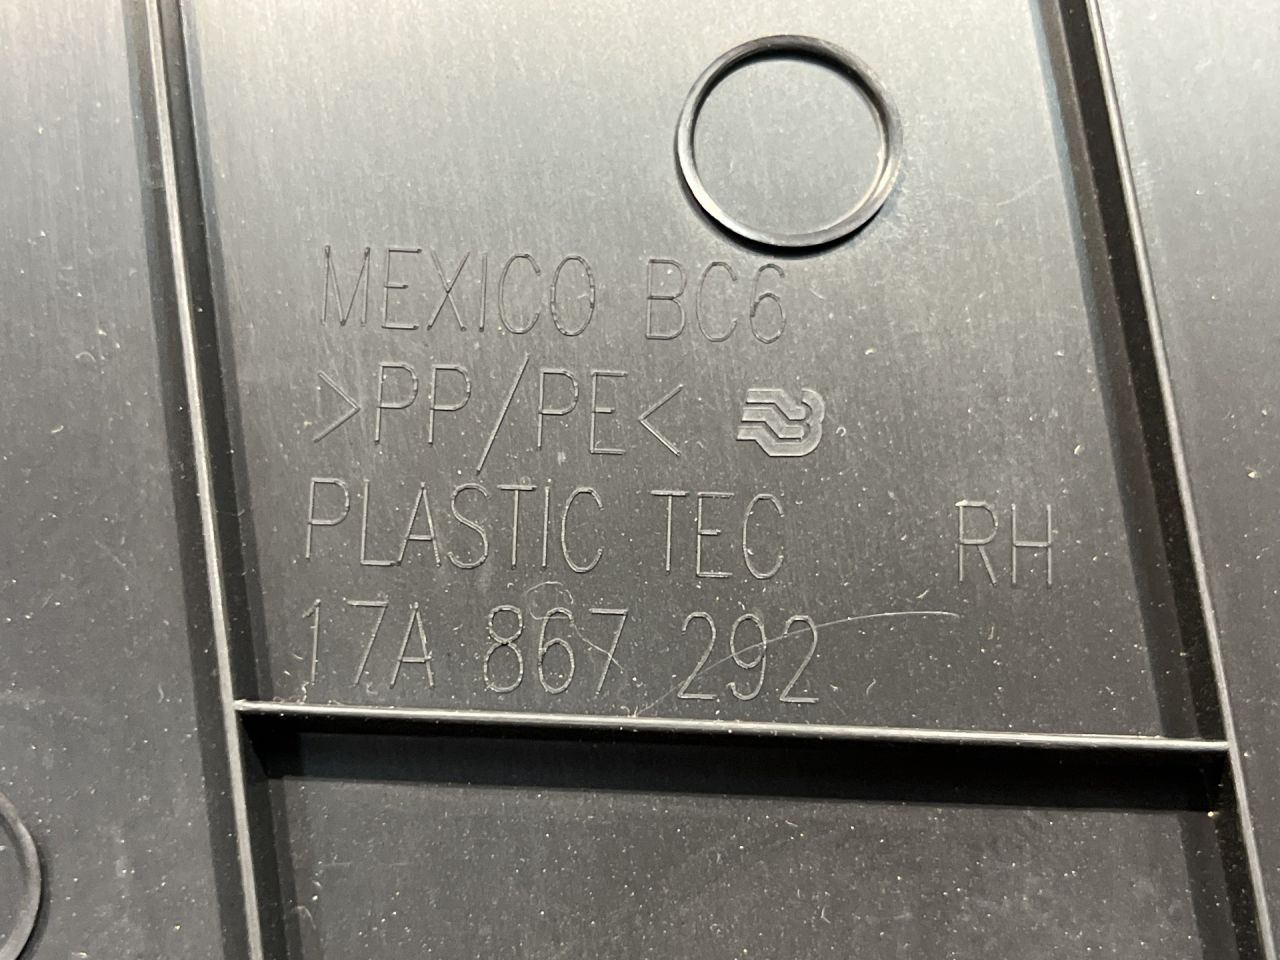 MEXICO BC6
>PP/PE<
PLASTIC TEC RH
17A 867 292